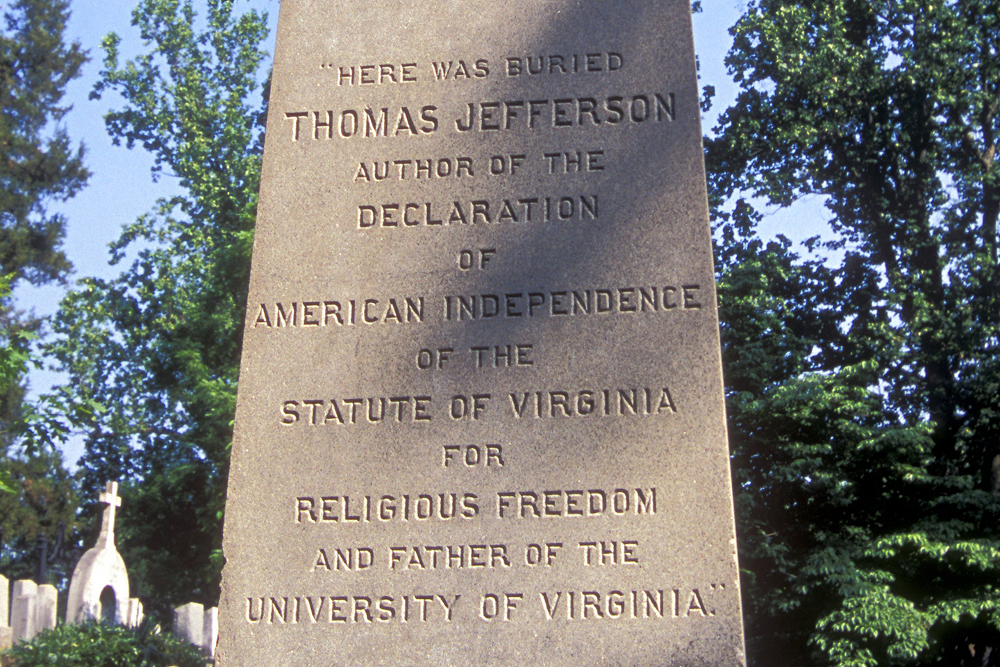 "HERE WAS BURIED
THOMAS JEFFERSON
AUTHOR OF THE
DECLARATION
OF
AMERICAN INDEPENDENCE
OF THE
STATUTE OF VIRGINIA
FOR
RELIGIOUS FREEDOM
AND FATHER OF THE
UNIVERSITY OF VIRGINIA."